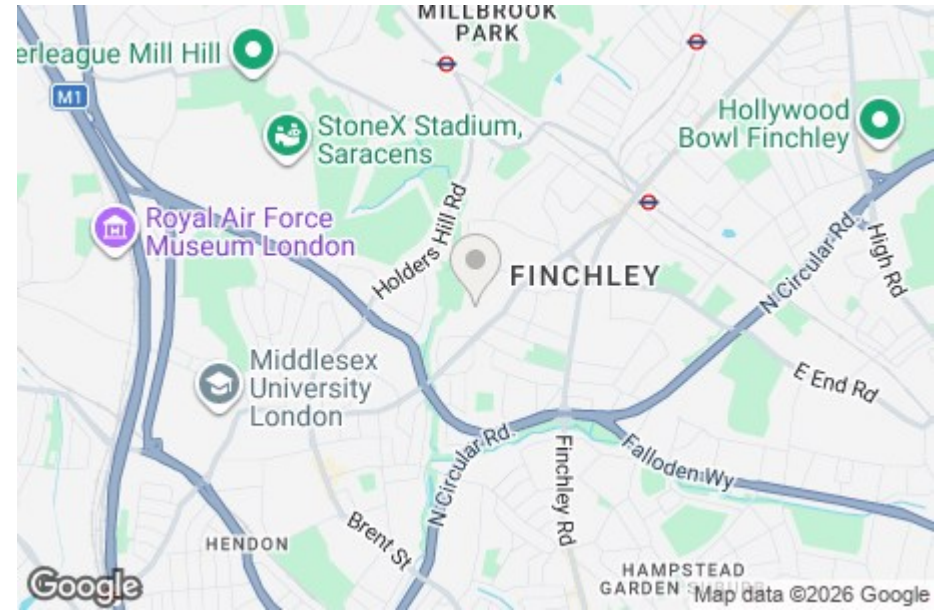 MILLBROOK
PARK
erleague Mill Hill
M1
StoneX Stadium,
Saracens
Hollywood
Bowl Finchley
Royal Air Force
Museum London
Holders Hill Rd
FINCHLEY
N Circular Rd.
High Rd
Middlesex
University
London
E End Rd
N Circular Rd.
Finchley Rd
Falloden Wy
Brent St
HENDON
HAMPSTEAD
GARDEN
Google
Map data ©2026 Google